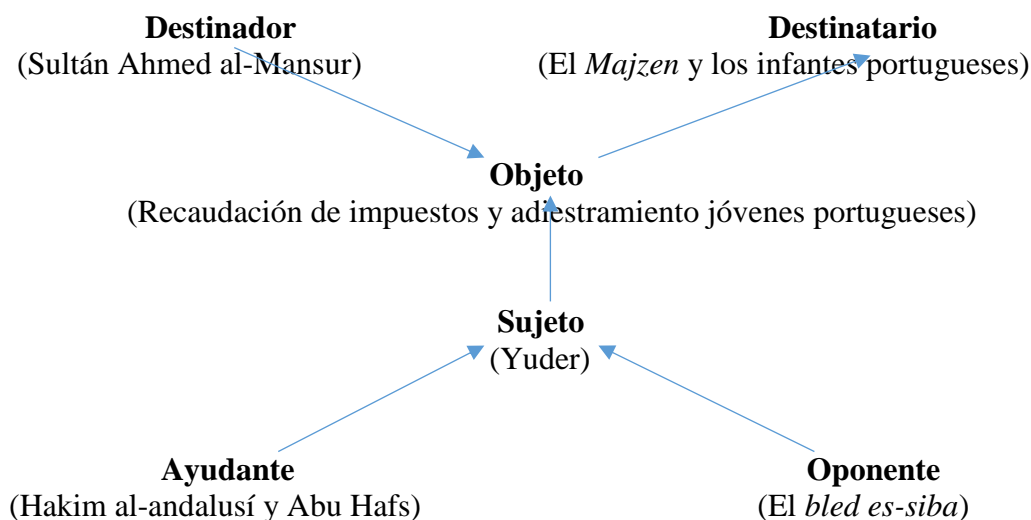 Destinador Destinatario
(Sultán Ahmed al-Mansur) (El Majzen y los infantes portugueses)
Objeto
(Recaudación de impuestos y adiestramiento jóvenes portugueses)
Sujeto
(Yuder)
Ayudante Oponente
(Hakim al-andalusí y Abu Hafs) (El bled es-siba)